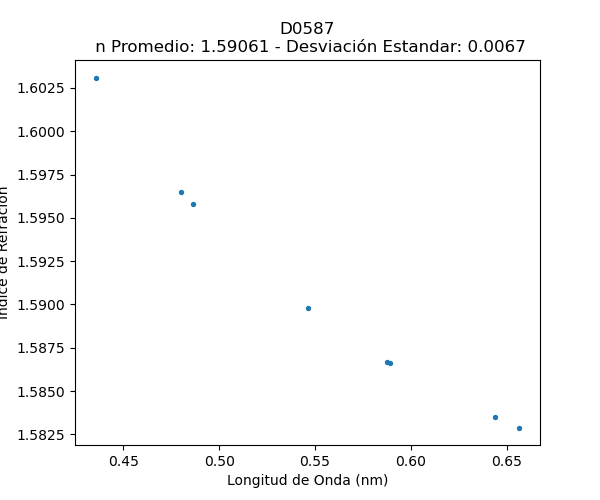 D0587
n Promedio: 1.59061 - Desviación Estandar: 0.0067
1.6025
1.6000
1.5975
1.5950
1.5925
1.5900
1.5875
1.5850
1.5825
Indice de Refración
0.45 0.50 0.55 0.60 0.65
Longitud de Onda (nm)